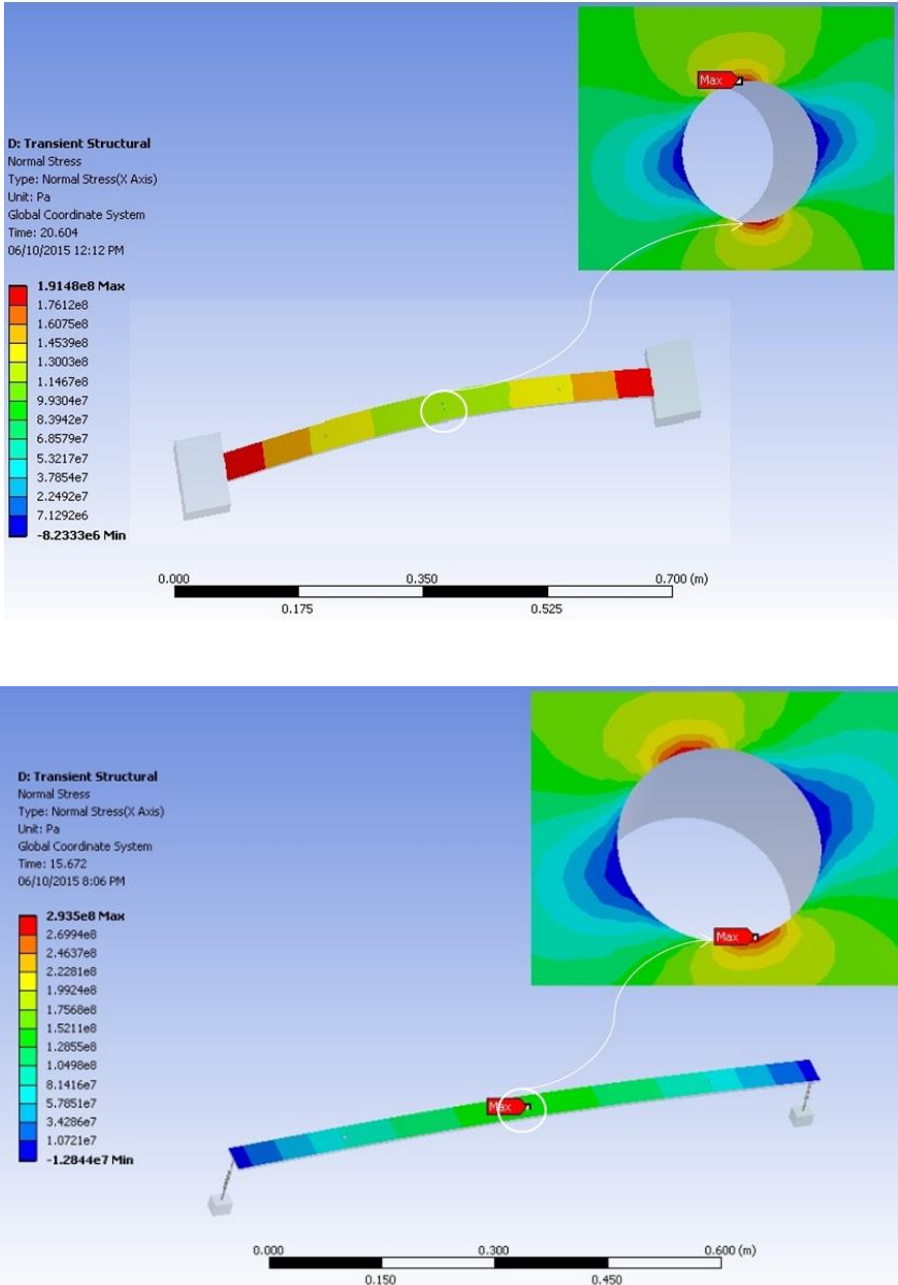 Max
D: Transient Structural
Normal Stress
Type: Normal Stress(X Axis)
Unit: Pa
Global Coordinate System
Time: 20.604
06/10/2015 12:12 PM
1.9148e8 Max
1.7612e8
1.6075e8
1.4539e8
1.3003e8
1.1467e8
9.9304e7
8.3942e7
6.8579e7
5.3217e7
3.7854e7
2.2492e7
7.1292e6
-8.2333e6 Min
0.000 0.350 0.700 (m)
0.175 0.525
D: Transient Structural
Normal Stress
Type: Normal Stress(X Axis)
Unit: Pa
Global Coordinate System
Time: 15.672
06/10/2015 8:06 PM
Max
2.935e8 Max
2.6994e8
2.4637e8
2.2281e8
1.9924e8
1.7568e8
1.5211e8
1.2855e8
1.0498e8
8.1416e7
5.7851e7
3.4286e7
1.0721e7
-1.2844e7 Min
Max
0.000 0.300 0.600 (m)
0.150 0.450